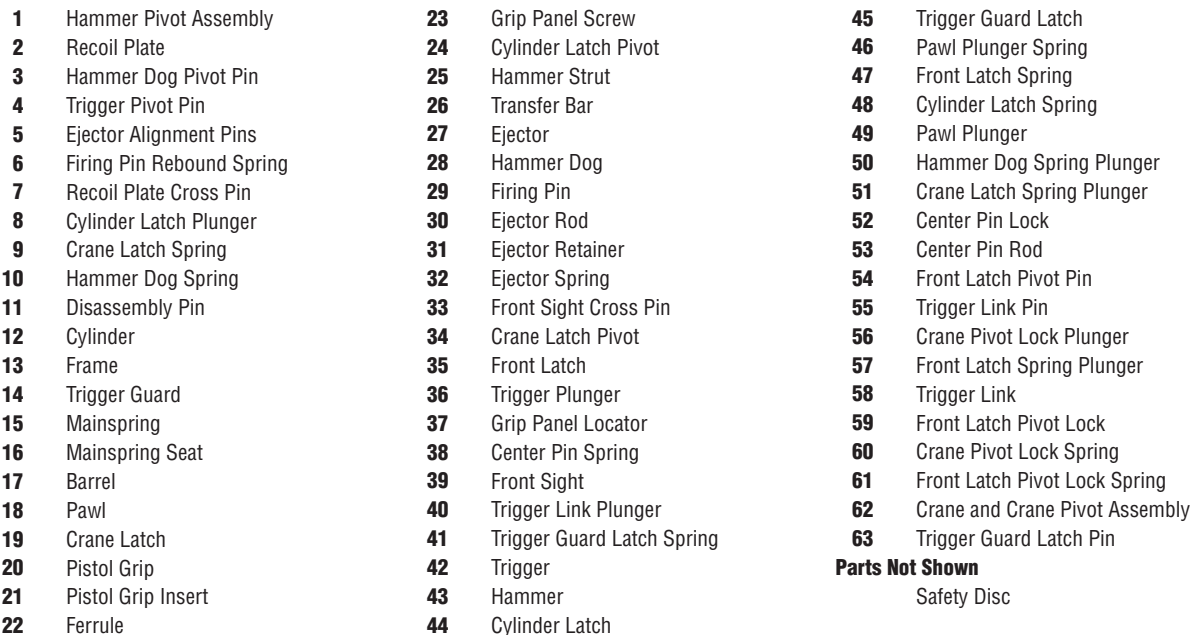 1 Hammer Pivot Assembly
2 Recoil Plate
3 Hammer Dog Pivot Pin
4 Trigger Pivot Pin
5 Ejector Alignment Pins
6 Firing Pin Rebound Spring
7 Recoil Plate Cross Pin
8 Cylinder Latch Plunger
9 Crane Latch Spring
10 Hammer Dog Spring
11 Disassembly Pin
12 Cylinder
13 Frame
14 Trigger Guard
15 Mainspring
16 Mainspring Seat
17 Barrel
18 Pawl
19 Crane Latch
20 Pistol Grip
21 Pistol Grip Insert
22 Ferrule
23 Grip Panel Screw
24 Cylinder Latch Pivot
25 Hammer Strut
26 Transfer Bar
27 Ejector
28 Hammer Dog
29 Firing Pin
30 Ejector Rod
31 Ejector Retainer
32 Ejector Spring
33 Front Sight Cross Pin
34 Crane Latch Pivot
35 Front Latch
36 Trigger Plunger
37 Grip Panel Locator
38 Center Pin Spring
39 Front Sight
40 Trigger Link Plunger
41 Trigger Guard Latch Spring
42 Trigger
43 Hammer
44 Cylinder Latch
45 Trigger Guard Latch
46 Pawl Plunger Spring
47 Front Latch Spring
48 Cylinder Latch Spring
49 Pawl Plunger
50 Hammer Dog Spring Plunger
51 Crane Latch Spring Plunger
52 Center Pin Lock
53 Center Pin Rod
54 Front Latch Pivot Pin
55 Trigger Link Pin
56 Crane Pivot Lock Plunger
57 Front Latch Spring Plunger
58 Trigger Link
59 Front Latch Pivot Lock
60 Crane Pivot Lock Spring
61 Front Latch Pivot Lock Spring
62 Crane and Crane Pivot Assembly
63 Trigger Guard Latch Pin
Parts Not Shown
Safety Disc